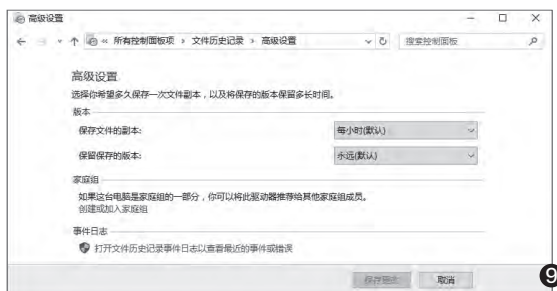 高级设置
« 所有控制面板项 › 文件历史记录 › 高级设置
搜索控制面板
高级设置
选择你希望多久保存一次文件副本，以及将保存的版本保留多长时间。
版本
保存文件的副本:
每小时(默认)
保留保存的版本:
永远(默认)
家庭组
如果这台电脑是家庭组的一部分，你可以将此驱动器推荐给其他家庭组成员。
创建或加入家庭组
事件日志
打开文件历史记录事件日志以查看最近的事件或错误
保存更改
取消
9